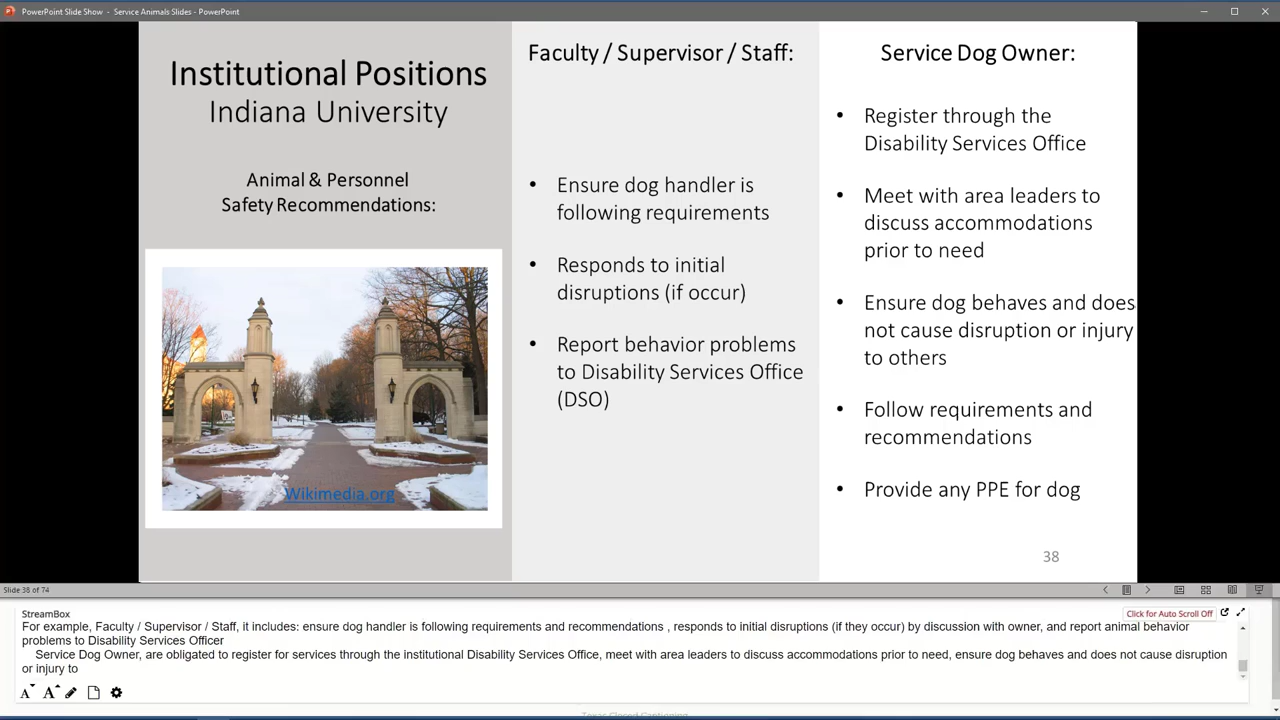 PowerPoint Slide Show - Service Animals Slides - PowerPoint
Institutional Positions
Indiana University
Animal & Personnel
Safety Recommendations:
Wikimedia.org
Faculty / Supervisor / Staff:
• Ensure dog handler is
following requirements
• Responds to initial
disruptions (if occur)
• Report behavior problems
to Disability Services Office
(DSO)
Service Dog Owner:
• Register through the
Disability Services Office
• Meet with area leaders to
discuss accommodations
prior to need
• Ensure dog behaves and does
not cause disruption or injury
to others
• Follow requirements and
recommendations
• Provide any PPE for dog
38
Slide 38 of 74
StreamBox
Click for Auto Scroll Off
For example, Faculty / Supervisor / Staff, it includes: ensure dog handler is following requirements and recommendations , responds to initial disruptions (if they occur) by discussion with owner, and report animal behavior
problems to Disability Services Officer
Service Dog Owner, are obligated to register for services through the institutional Disability Services Office, meet with area leaders to discuss accommodations prior to need, ensure dog behaves and does not cause disruption
or injury to
A A
Texas Closed Captioning